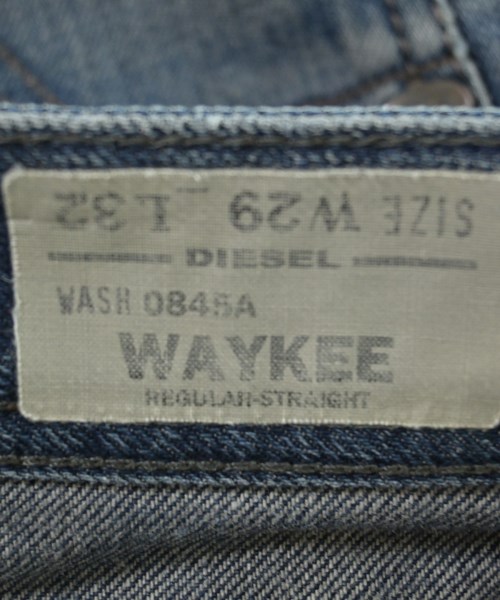 SIZE W29 L32
DIESEL
WASH 0845A
WAYKEE
REGULAR-STRAIGHT